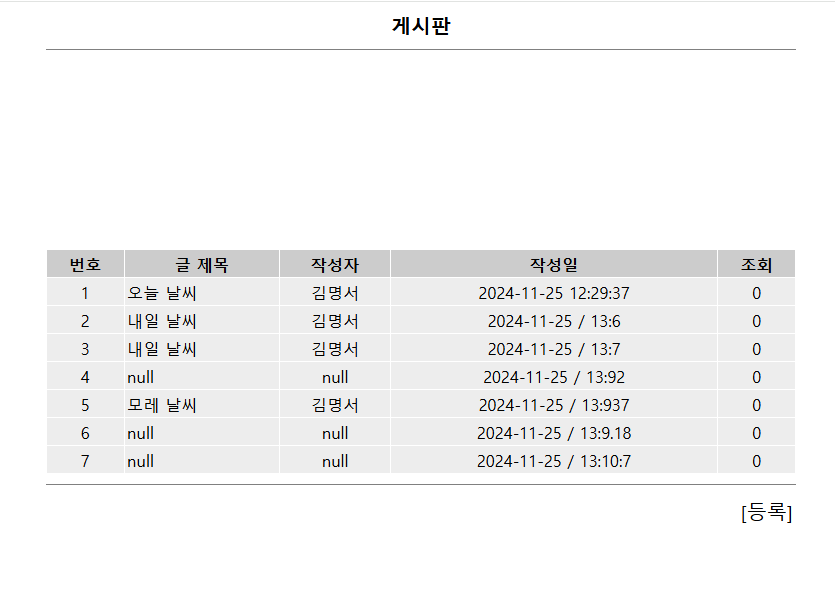 게시판
번호 글 제목 작성자 작성일 조회
1 오늘 날씨 김명서 2024-11-25 12:29:37 0
2 내일 날씨 김명서 2024-11-25 / 13:6 0
3 내일 날씨 김명서 2024-11-25 / 13:7 0
4 null null 2024-11-25 / 13:92 0
5 모레 날씨 김명서 2024-11-25 / 13:937 0
6 null null 2024-11-25 / 13:9.18 0
7 null null 2024-11-25 / 13:10:7 0
[등록]